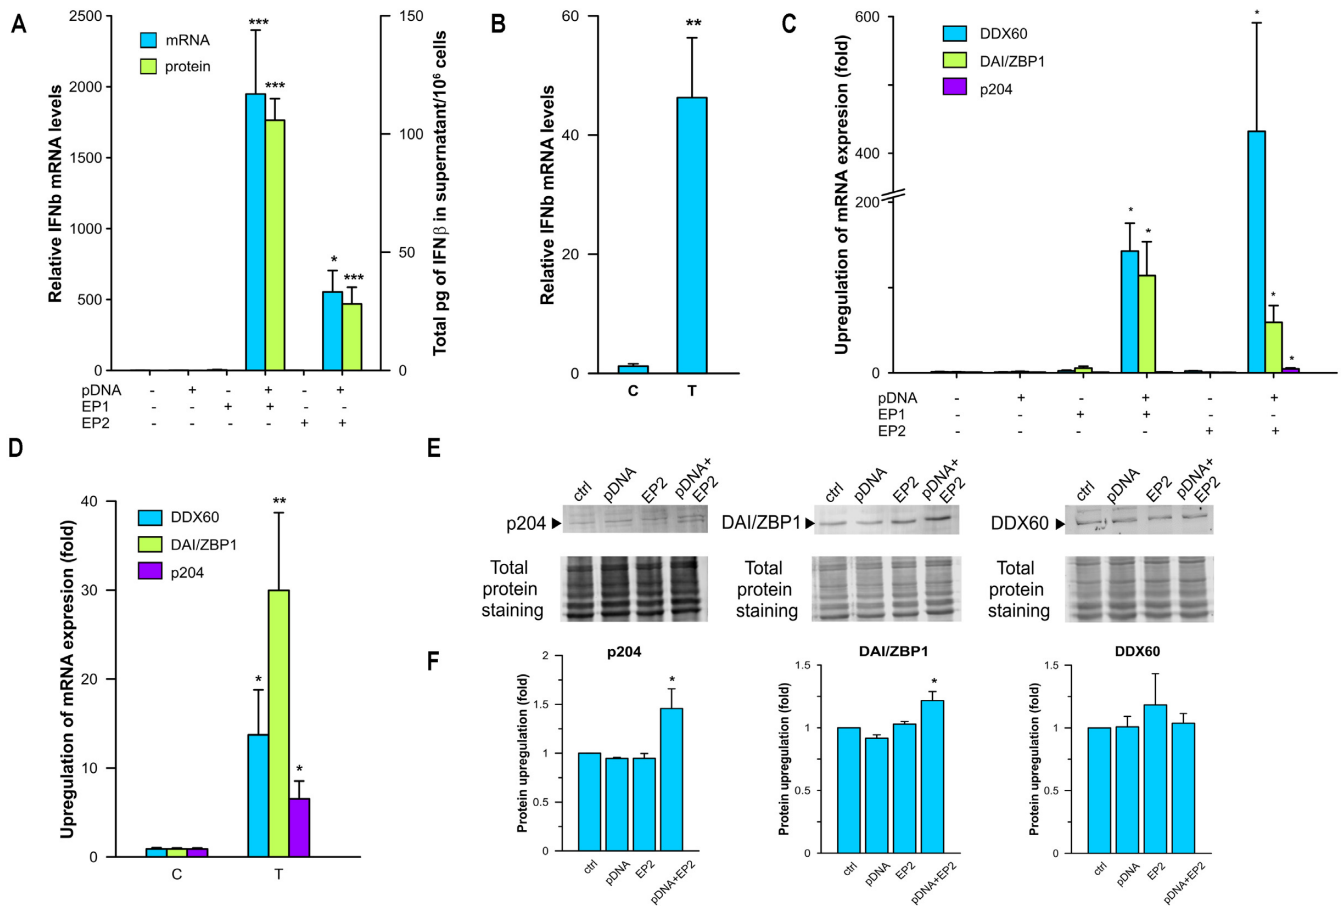 A
Relative IFNb mRNA levels
2500
2000
1500
1000
500
0
mRNA
protein
***
***
*
***
150
100
50
0
Total pg of IFNβ in supernatant/10⁶ cells
pDNA - + - + - +
EP1 - - + + - -
EP2 - - - - + +
B
Relative IFNb mRNA levels
60
40
20
0
**
C T
C
Upregulation of mRNA expresion (fold)
600
400
200
0
DDX60
DAI/ZBP1
p204
*
*
*
*
*
pDNA - + - + - +
EP1 - - + + - -
EP2 - - - - + +
D
Upregulation of mRNA expression (fold)
40
30
20
10
0
DDX60
DAI/ZBP1
p204
*
**
*
C T
E
ctrl pDNA EP2 pDNA+ EP2
p204
Total
protein
staining
ctrl pDNA EP2 pDNA+ EP2
DAI/ZBP1
Total
protein
staining
ctrl pDNA EP2 pDNA+ EP2
DDX60
Total
protein
staining
F
p204
Protein upregulation (fold)
2
1.5
1
0.5
0
*
ctrl pDNA EP2 pDNA+EP2
DAI/ZBP1
Protein upregulation (fold)
1.5
1
0.5
0
*
ctrl pDNA EP2 pDNA+EP2
DDX60
Protein upregulation (fold)
1.5
1
0.5
0
ctrl pDNA EP2 pDNA+EP2